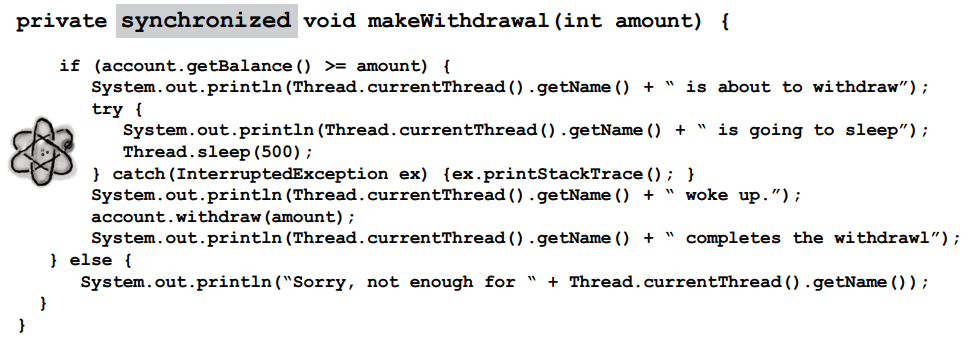 private synchronized void makeWithdrawal(int amount) {
if (account.getBalance() >= amount) {
System.out.println(Thread.currentThread().getName() + “ is about to withdraw”);
try {
System.out.println(Thread.currentThread().getName() + “ is going to sleep”);
Thread.sleep(500);
} catch(InterruptedException ex) {ex.printStackTrace(); }
System.out.println(Thread.currentThread().getName() + “ woke up.”);
account.withdraw(amount);
System.out.println(Thread.currentThread().getName() + “ completes the withdrawl”);
} else {
System.out.println(“Sorry, not enough for “ + Thread.currentThread().getName());
}
}